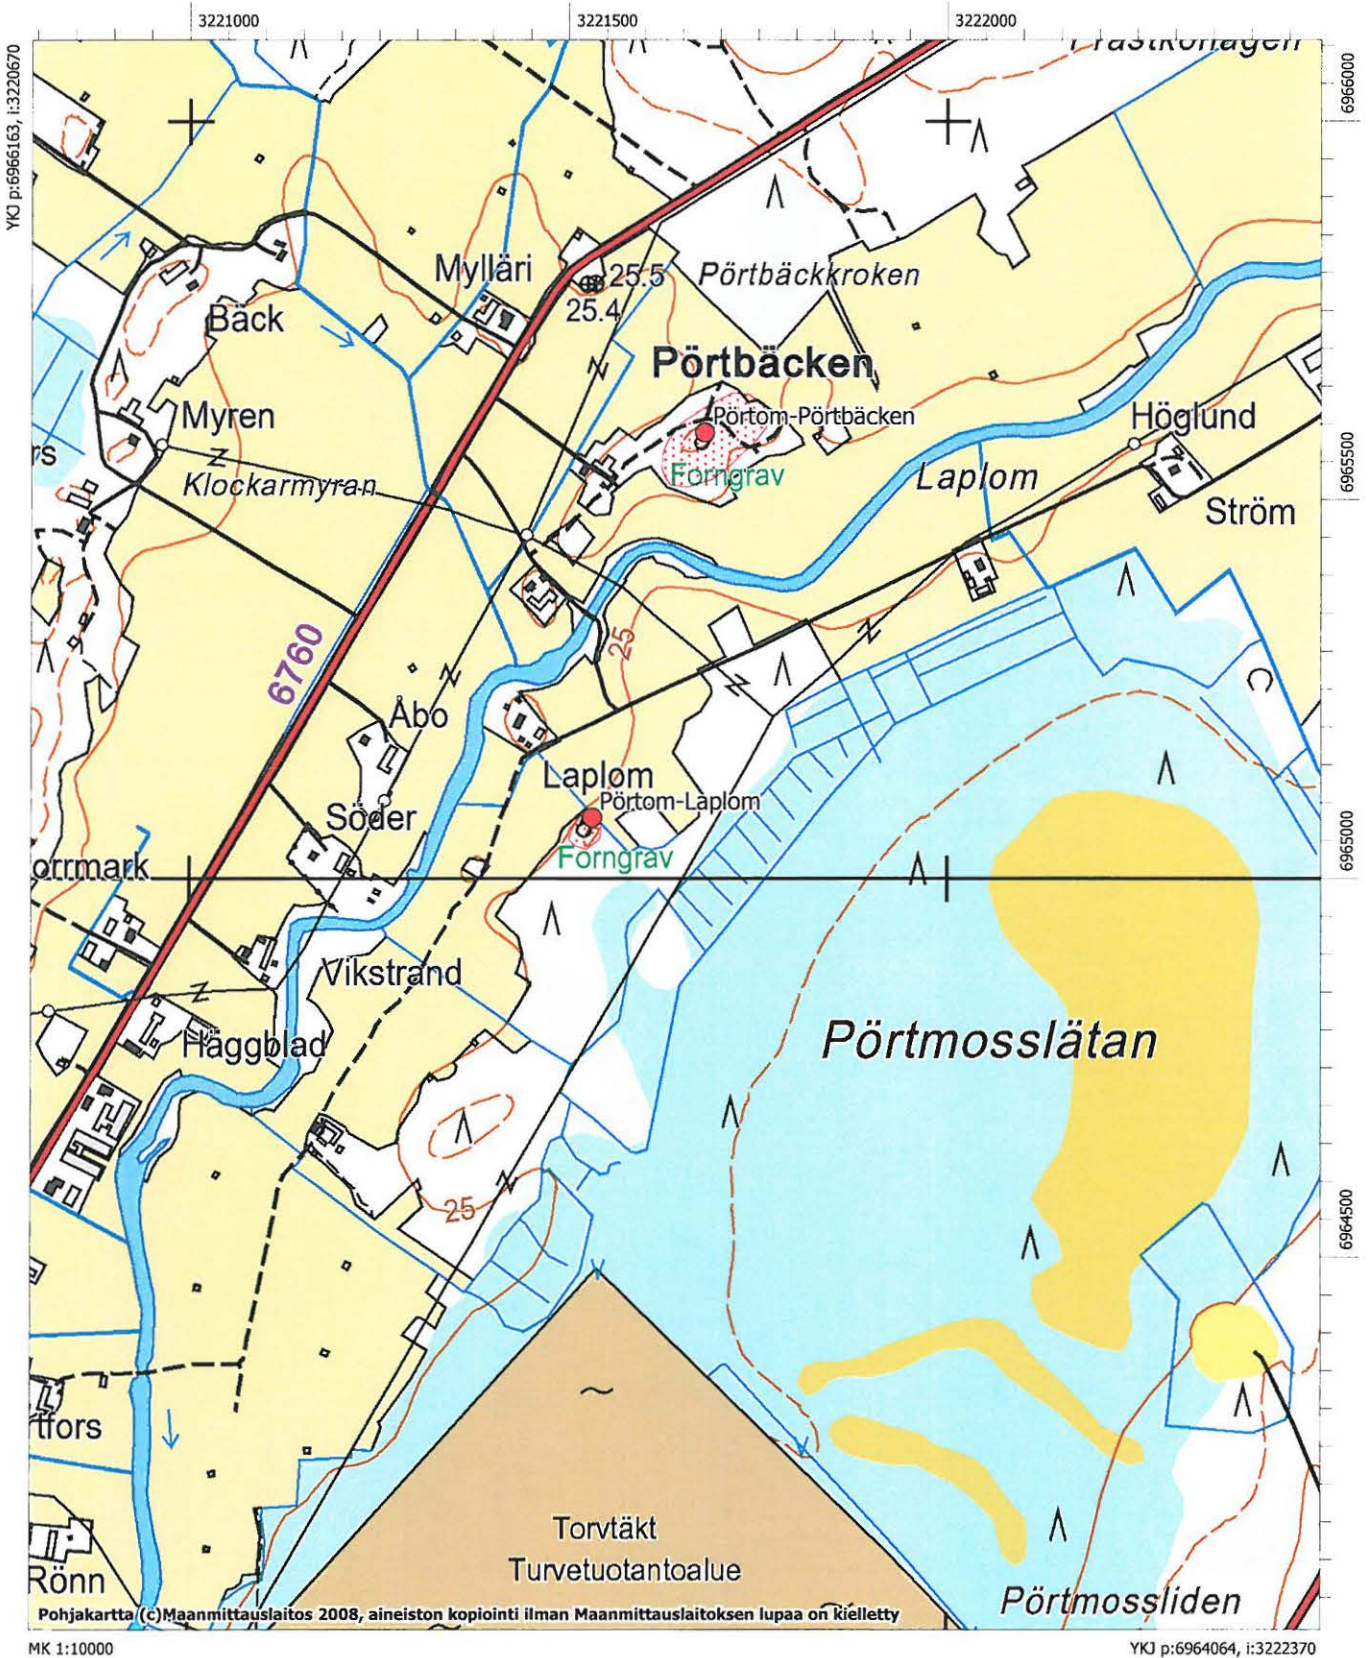 3221000 3221500 3222000
YKJ p:6966163, i:3220670
6966000
Mylläri
25.5
25.4
Pörtbäckkroken
Bäck
Pörtbäcken
Myren
Pörtom-Pörtbäcken
Höglund
rs
Klockarmyran
Forngrav
Laplom
6965500
Ström
6760
25
Åbo
Laplom
Pörtom-Laplom
Söder
Forngrav
orrmark
6965000
Vikstrand
Häggblad
Pörtmosslätan
25
6964500
tfors
Torvtäkt
Turvetuotantoalue
Rönn
Pörtmossliden
Pohjakartta (c)Maanmittauslaitos 2008, aineiston kopiointi ilman Maanmittauslaitoksen lupaa on kielletty
MK 1:10000
YKJ p:6964064, i:3222370